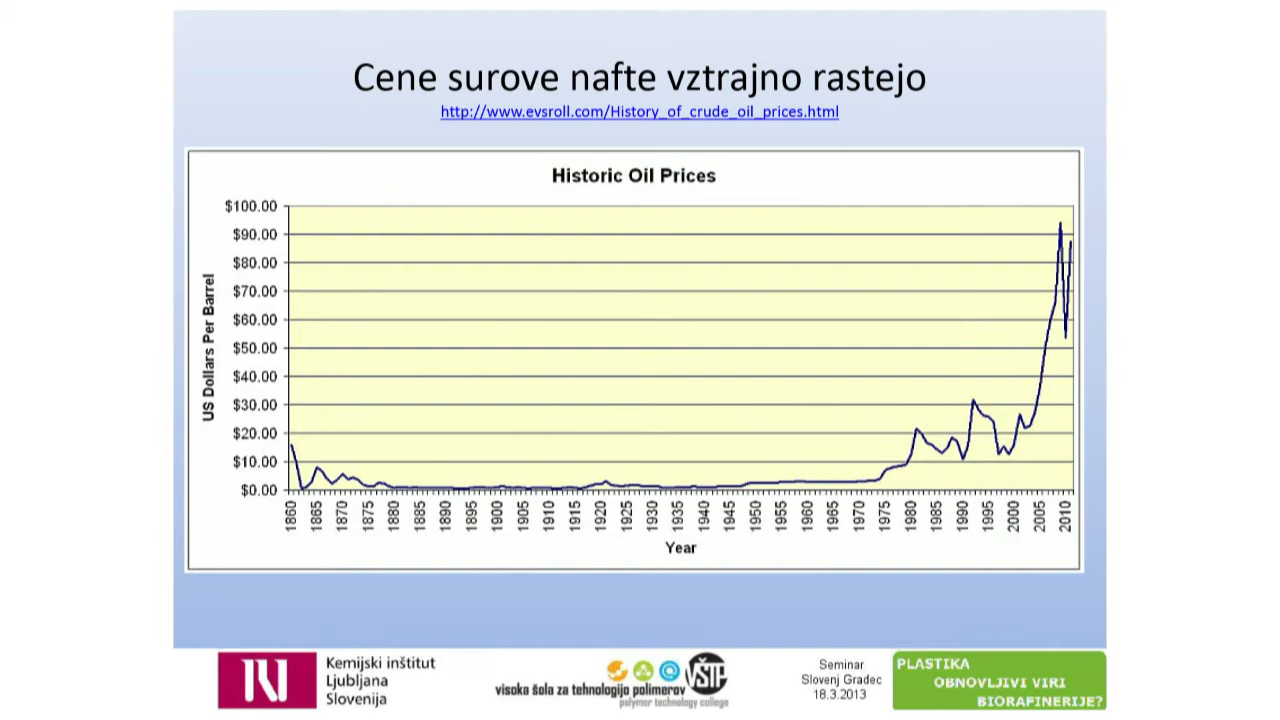 Cene surove nafte vztrajno rastejo
http://www.evsroll.com/History_of_crude_oil_prices.html
Historic Oil Prices
$100.00
$90.00
$80.00
$70.00
$60.00
$50.00
$40.00
$30.00
$20.00
$10.00
$0.00
US Dollars Per Barrel
1860 1865 1870 1875 1880 1885 1890 1895 1900 1905 1910 1915 1920 1925 1930 1935 1940 1945 1950 1955 1960 1965 1970 1975 1980 1985 1990 1995 2000 2005 2010
Year
Kemijski inštitut
Ljubljana
Slovenija
visoka šola za tehnologijo polimerov
polymer technology college
VŠTP
Seminar
Slovenj Gradec
18.3.2013
PLASTIKA
OBNOVLJIVI VIRI
BIORAFINERIJE?